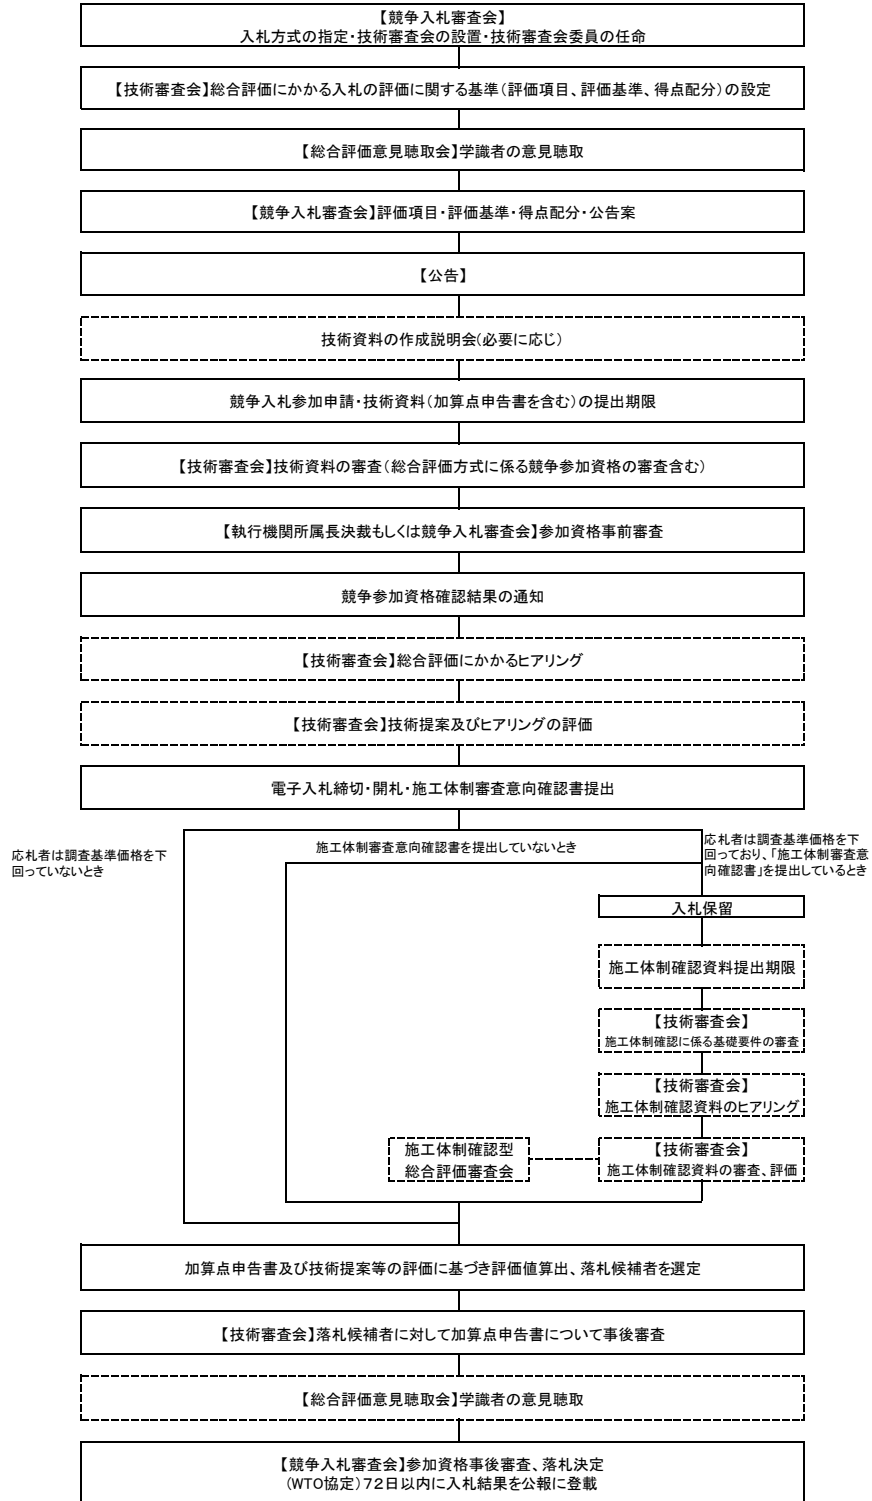 【競争入札審査会】
入札方式の指定・技術審査会の設置・技術審査会委員の任命
【技術審査会】総合評価にかかる入札の評価に関する基準（評価項目、評価基準、得点配分）の設定
【総合評価意見聴取会】学識者の意見聴取
【競争入札審査会】評価項目・評価基準・得点配分・公告案
【公告】
技術資料の作成説明会（必要に応じ）
競争入札参加申請・技術資料（加算点申告書を含む）の提出期限
【技術審査会】技術資料の審査（総合評価方式に係る競争参加資格の審査含む）
【執行機関所属長決裁もしくは競争入札審査会】参加資格事前審査
競争参加資格確認結果の通知
【技術審査会】総合評価にかかるヒアリング
【技術審査会】技術提案及びヒアリングの評価
電子入札締切・開札・施工体制審査意向確認書提出
応札者は調査基準価格を下
回っていないとき
施工体制審査意向確認書を提出していないとき
応札者は調査基準価格を下
回っており、「施工体制審査意
向確認書」を提出しているとき
入札保留
施工体制確認資料提出期限
【技術審査会】
施工体制確認に係る基礎要件の審査
【技術審査会】
施工体制確認資料のヒアリング
施工体制確認型
総合評価審査会
【技術審査会】
施工体制確認資料の審査、評価
加算点申告書及び技術提案等の評価に基づき評価値算出、落札候補者を選定
【技術審査会】落札候補者に対して加算点申告書について事後審査
【総合評価意見聴取会】学識者の意見聴取
【競争入札審査会】参加資格事後審査、落札決定
（WTO協定）７２日以内に入札結果を公報に登載